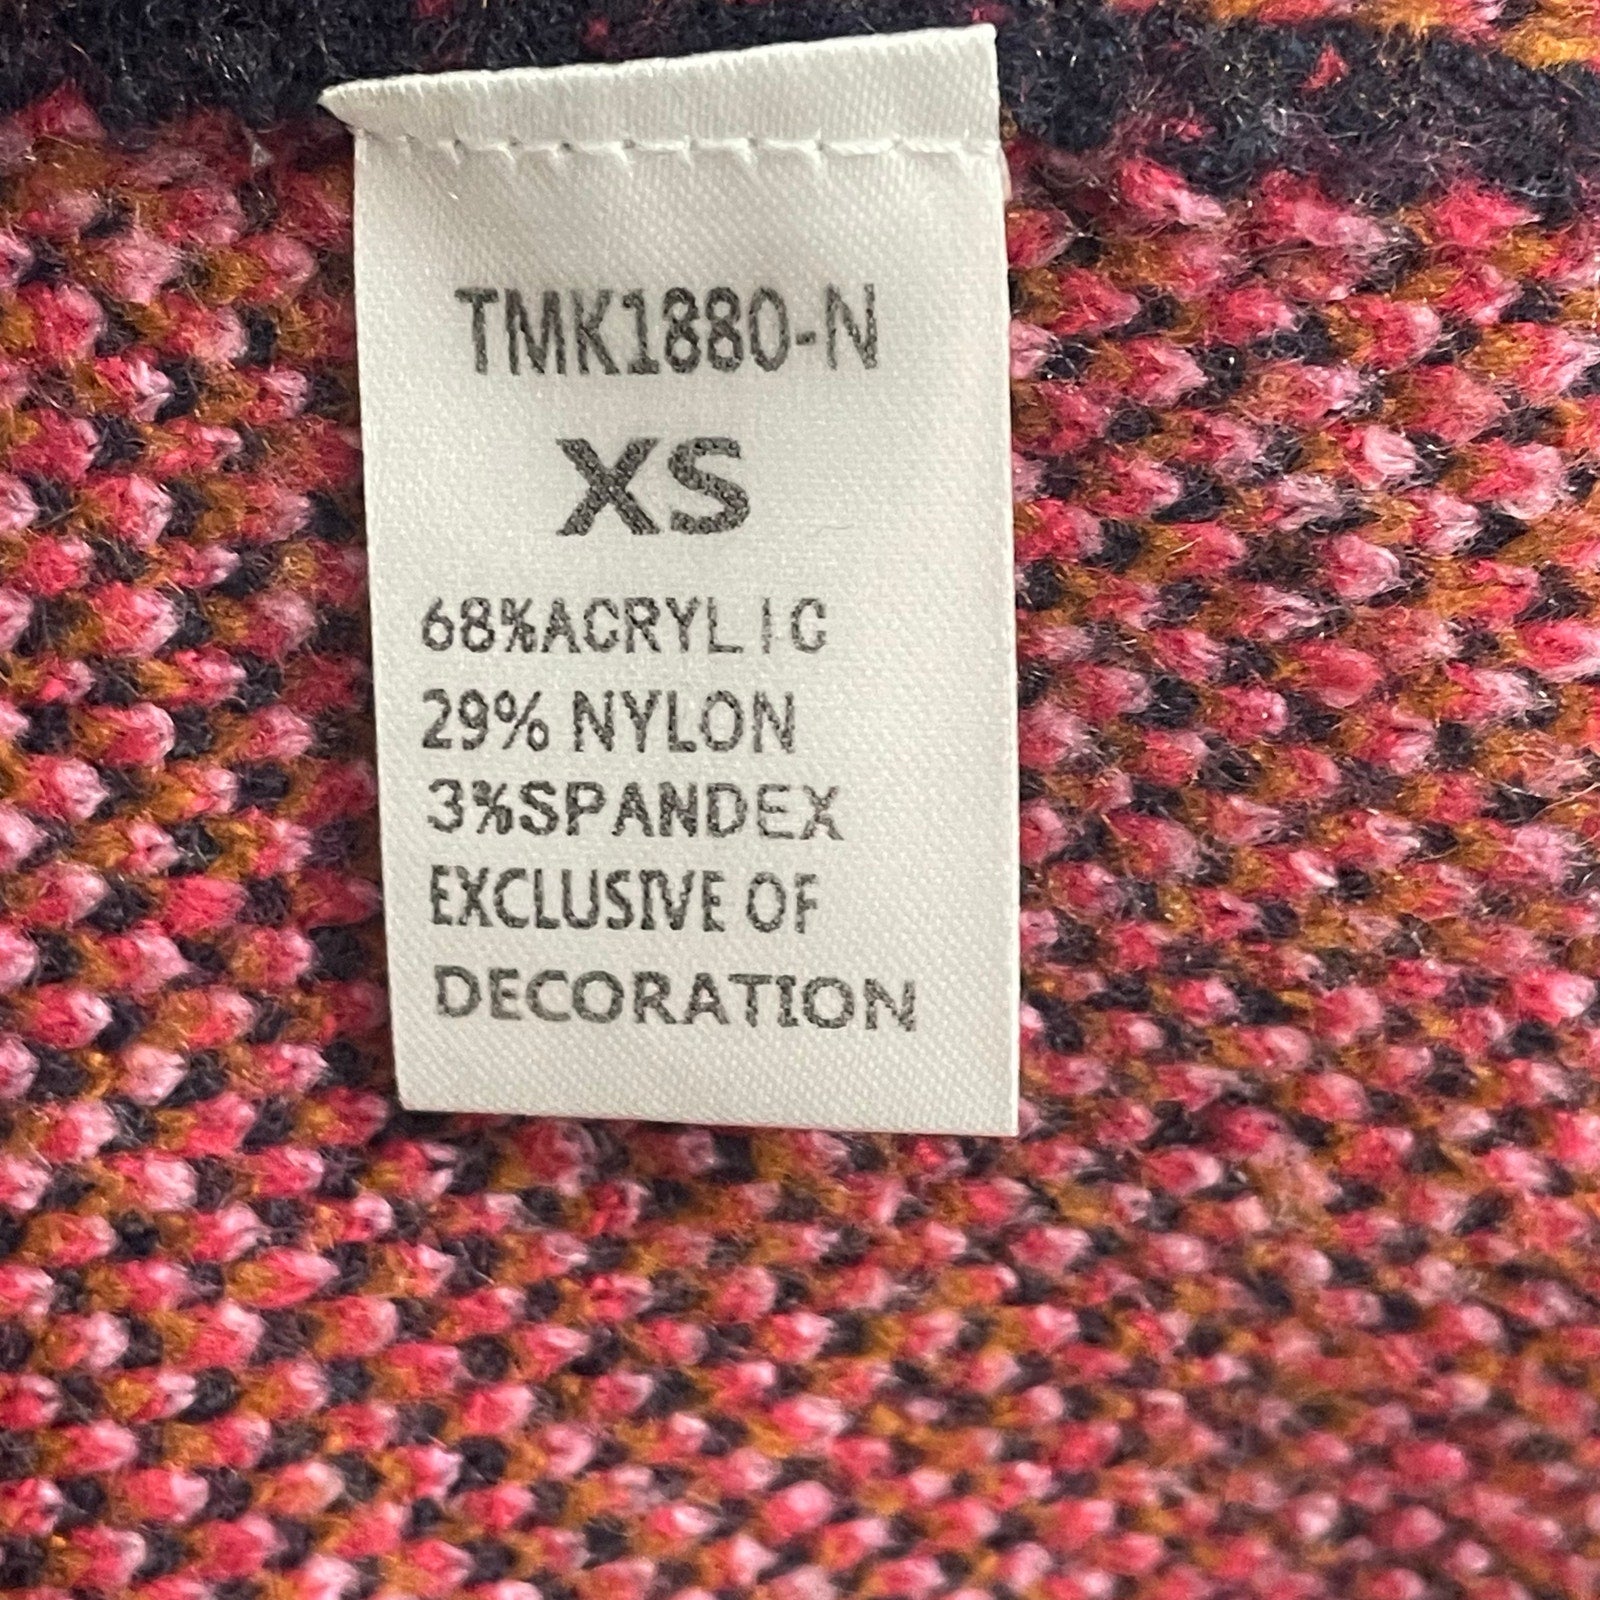 TMK1880-N
XS
68%ACRYLIC
29% NYLON
3%SPANDEX
EXCLUSIVE OF
DECORATION